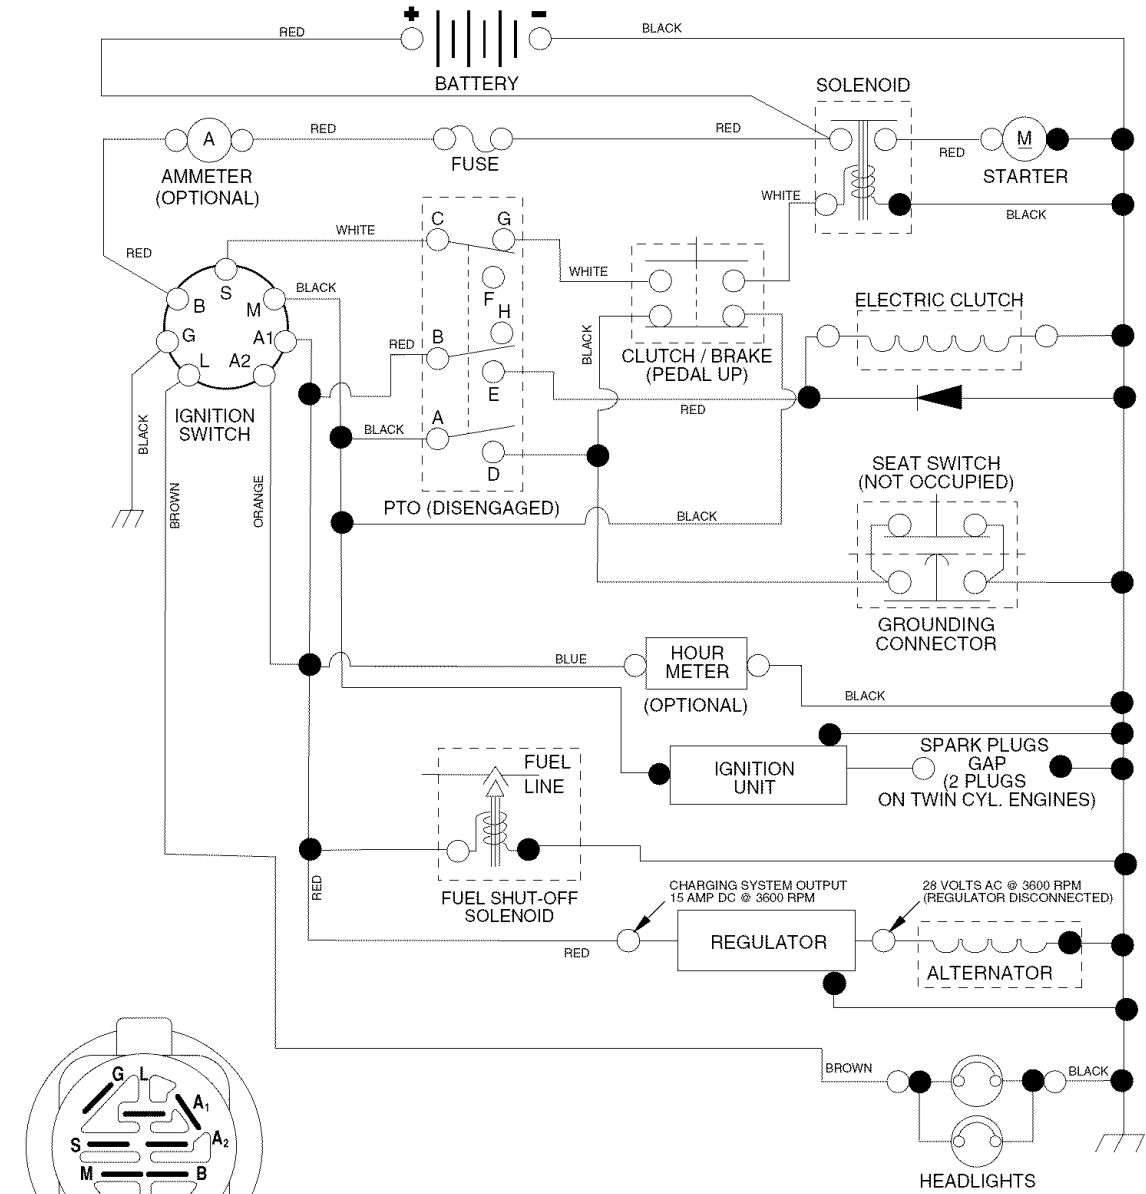 RED
+
-
BLACK
BATTERY
SOLENOID
A
RED
RED
M
RED
FUSE
AMMETER
(OPTIONAL)
STARTER
WHITE
BLACK
C
G
WHITE
RED
S
B
M
BLACK
F
WHITE
H
ELECTRIC CLUTCH
G
A1
L
A2
B
RED
BLACK
CLUTCH / BRAKE
(PEDAL UP)
E
RED
IGNITION
SWITCH
BLACK
A
BLACK
D
SEAT SWITCH
(NOT OCCUPIED)
BROWN
ORANGE
PTO (DISENGAGED)
BLACK
GROUNDING
CONNECTOR
BLUE
HOUR
METER
(OPTIONAL)
BLACK
FUEL
LINE
IGNITION
UNIT
SPARK PLUGS
GAP
(2 PLUGS
ON TWIN CYL. ENGINES)
RED
FUEL SHUT-OFF
SOLENOID
CHARGING SYSTEM OUTPUT
15 AMP DC @ 3600 RPM
28 VOLTS AC @ 3600 RPM
(REGULATOR DISCONNECTED)
RED
REGULATOR
ALTERNATOR
BROWN
BLACK
HEADLIGHTS
G
L
A1
S
A2
M
B